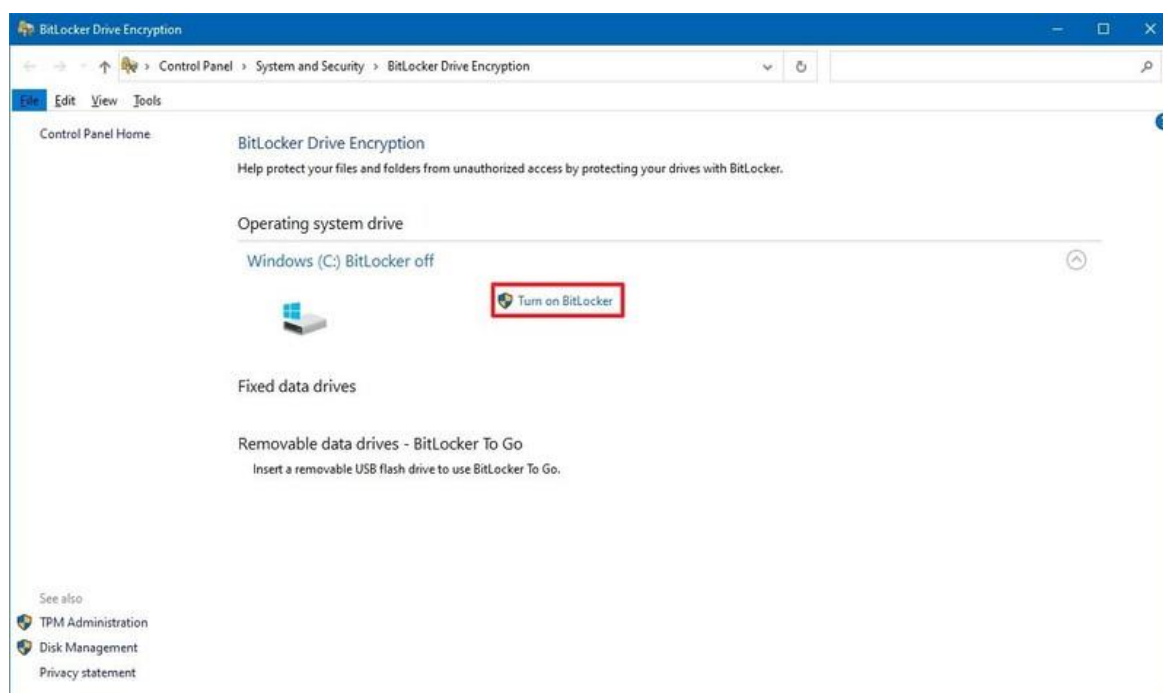 BitLocker Drive Encryption
Control Panel > System and Security > BitLocker Drive Encryption
File Edit View Tools
Control Panel Home
BitLocker Drive Encryption
Help protect your files and folders from unauthorized access by protecting your drives with BitLocker.
Operating system drive
Windows (C:) BitLocker off
Turn on BitLocker
Fixed data drives
Removable data drives - BitLocker To Go
Insert a removable USB flash drive to use BitLocker To Go.
See also
TPM Administration
Disk Management
Privacy statement